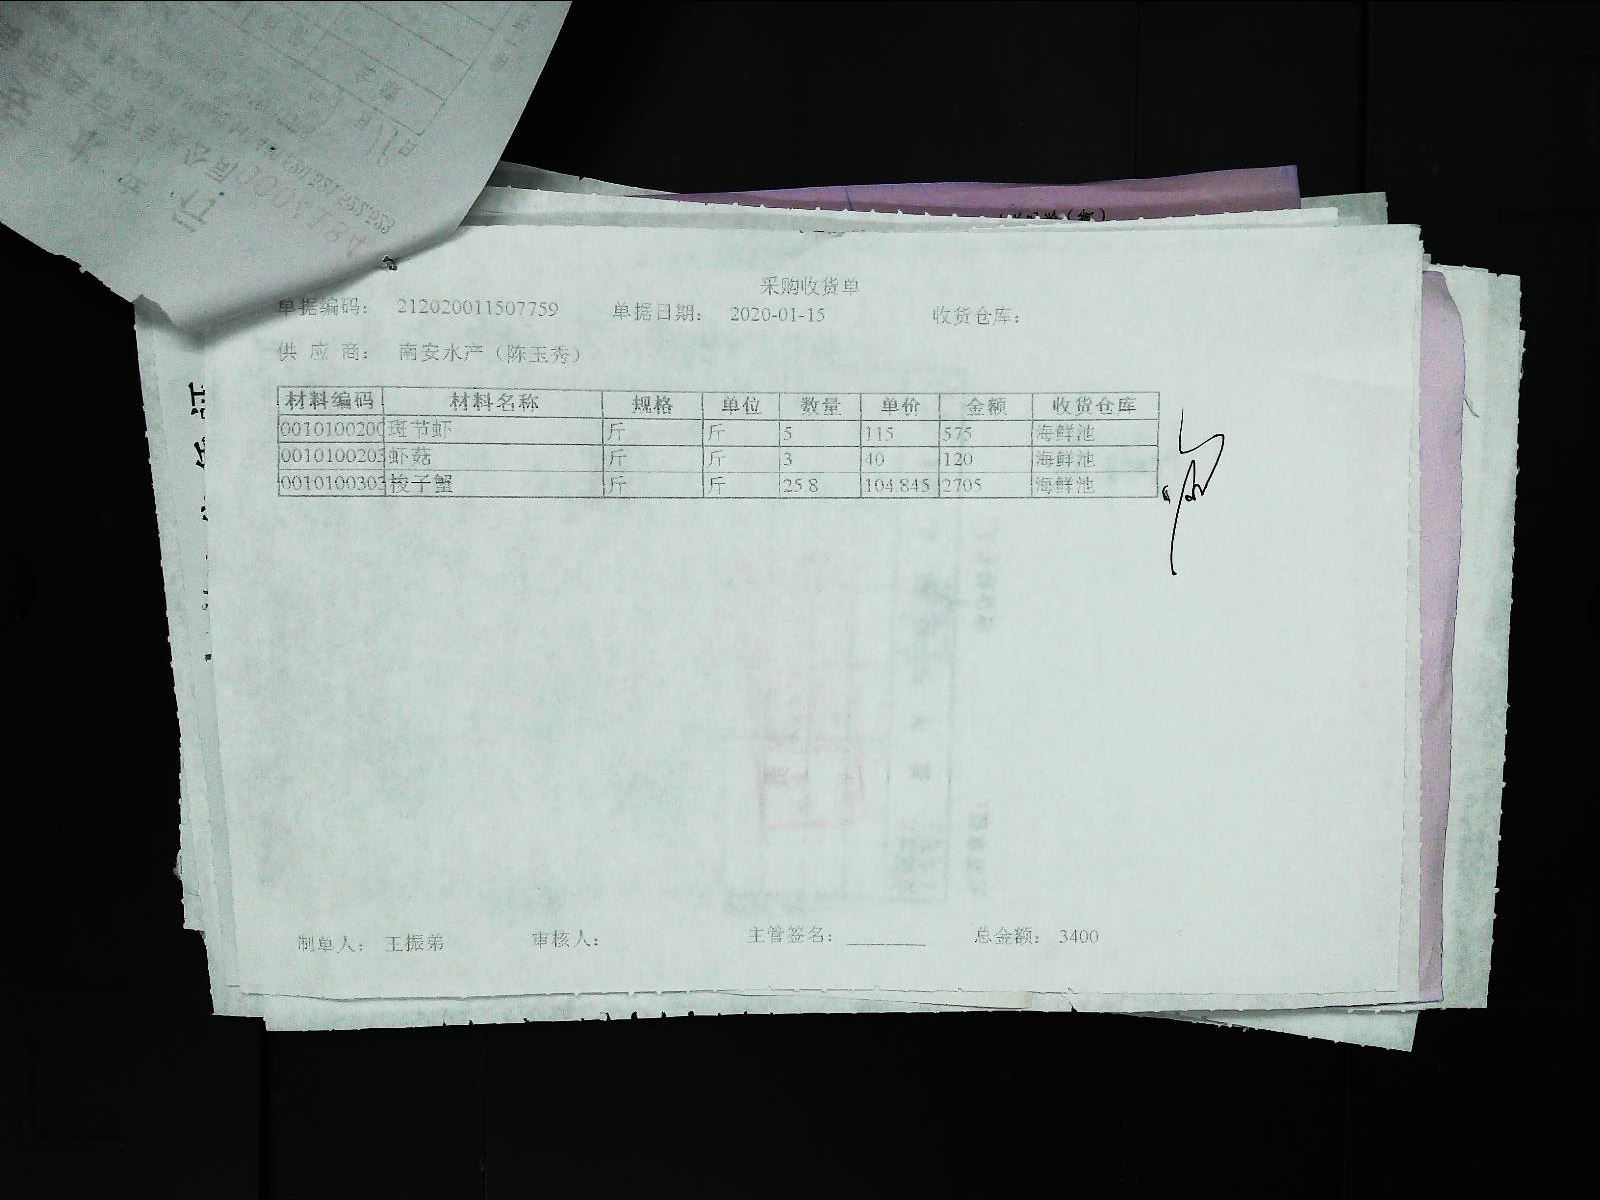 采购收货单
单据编码: 212020011507759 单据日期: 2020-01-15 收货仓库:
供应商: 南安水产（陈玉秀）
材料编码 材料名称 规格 单位 数量 单价 金额 收货仓库
0010100200 斑节虾 斤 斤 5 115 575 海鲜池
0010100203 虾菇 斤 斤 3 40 120 海鲜池
0010100303 梭子蟹 斤 斤 25.8 104.845 2705 海鲜池
制单人: 王振弟 审核人: 主管签名: 总金额: 3400